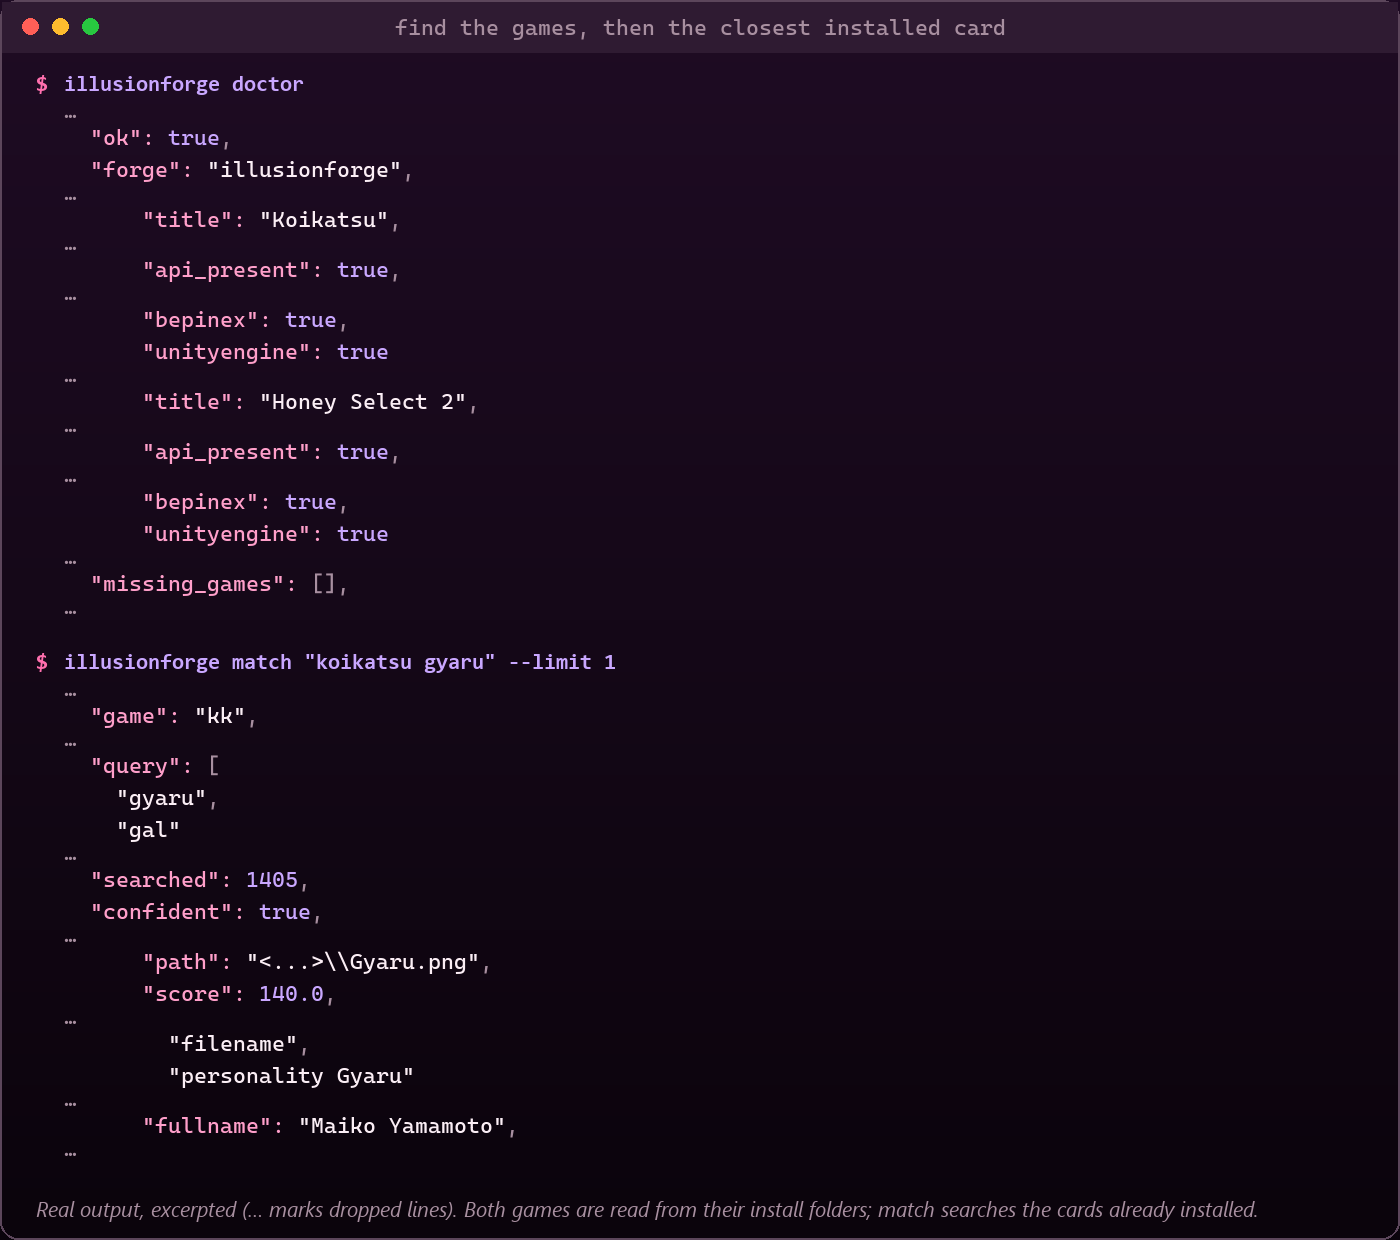 find the games, then the closest installed card
$ illusionforge doctor
…
"ok": true,
"forge": "illusionforge",
…
"title": "Koikatsu",
…
"api_present": true,
…
"bepinex": true,
"unityengine": true
…
"title": "Honey Select 2",
…
"api_present": true,
…
"bepinex": true,
"unityengine": true
…
"missing_games": [],
…
$ illusionforge match "koikatsu gyaru" --limit 1
…
"game": "kk",
…
"query": [
"gyaru",
"gal"
…
"searched": 1405,
"confident": true,
…
"path": "<...>\\Gyaru.png",
"score": 140.0,
…
"filename",
"personality Gyaru"
…
"fullname": "Maiko Yamamoto",
…
Real output, excerpted (... marks dropped lines). Both games are read from their install folders; match searches the cards already installed.